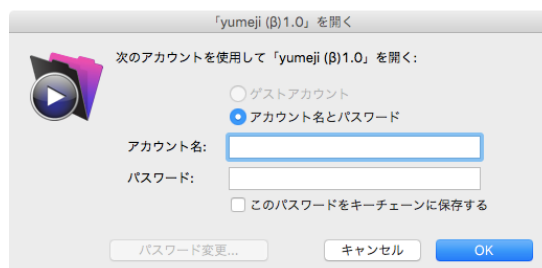 「yumeji (β)1.0」を開く
次のアカウントを使用して「yumeji (β)1.0」を開く:
ゲストアカウント
アカウント名とパスワード
アカウント名:
パスワード:
このパスワードをキーチェーンに保存する
パスワード変更... キャンセル OK